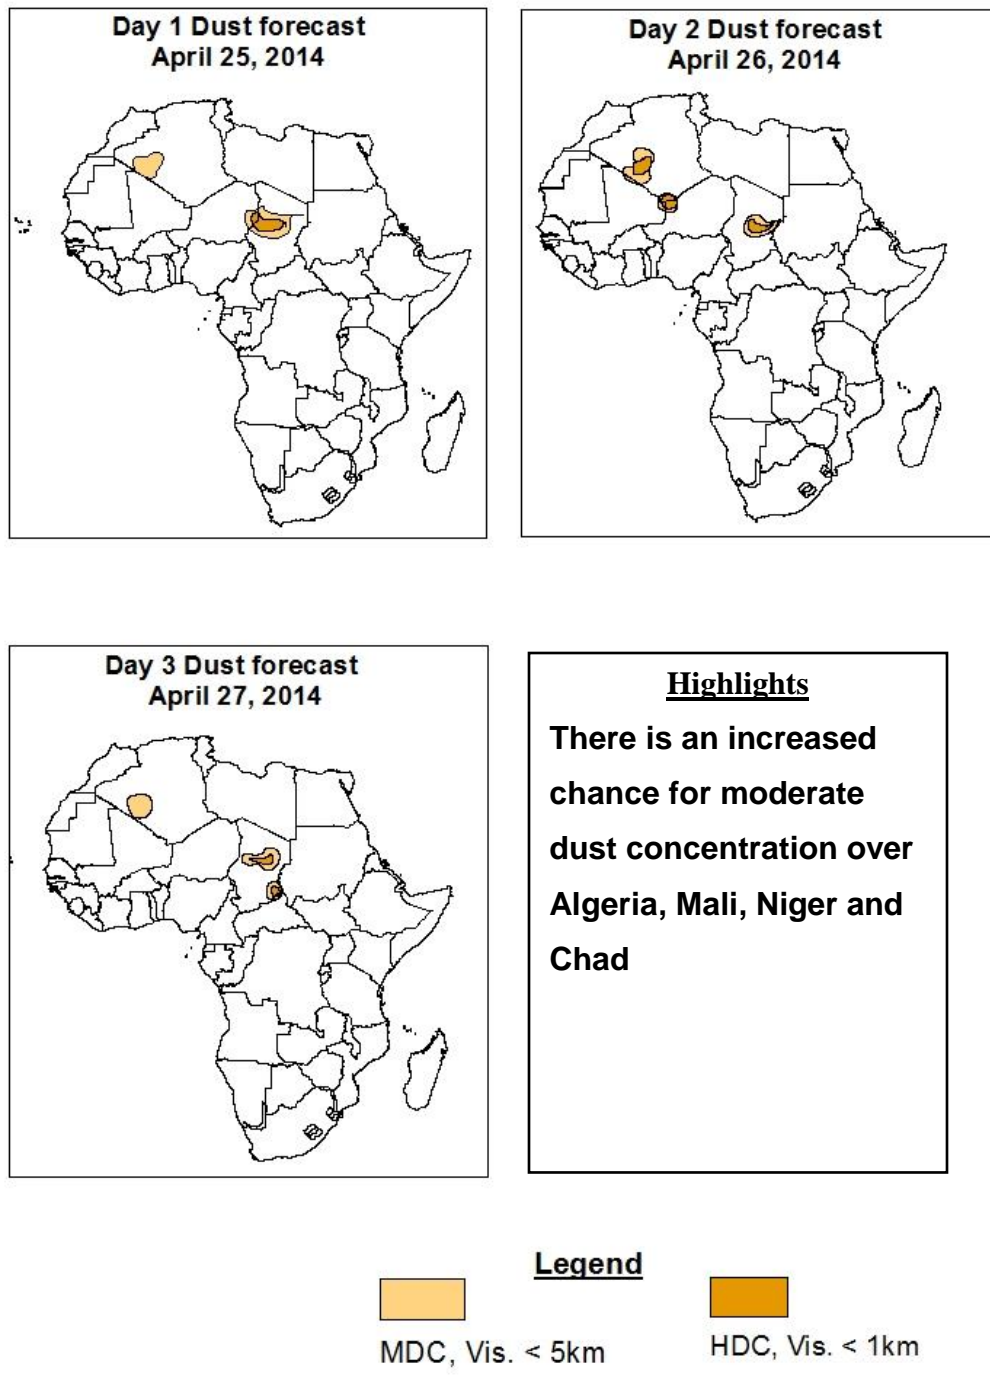 Day 1 Dust forecast
April 25, 2014
Day 2 Dust forecast
April 26, 2014
Day 3 Dust forecast
April 27, 2014
Highlights
There is an increased
chance for moderate
dust concentration over
Algeria, Mali, Niger and
Chad
Legend
MDC, Vis. < 5km
HDC, Vis. < 1km